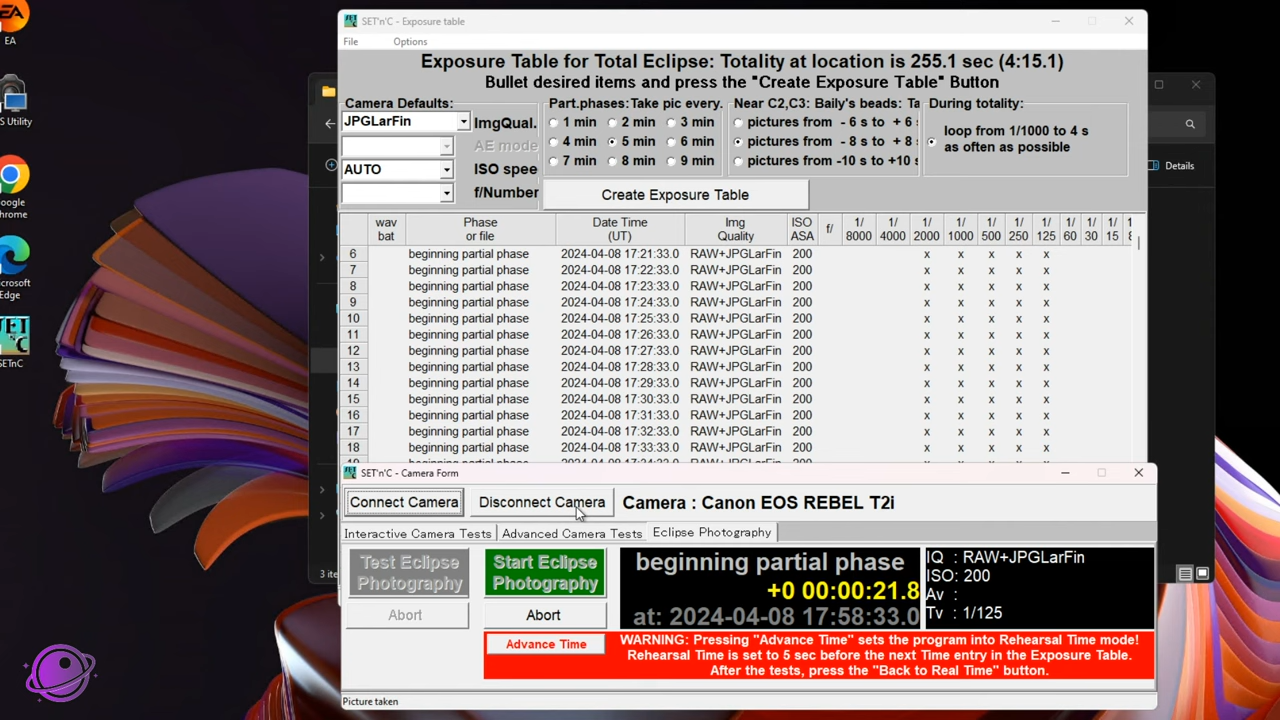 EA
S Utility
oogle
hrome
crosoft
Edge
SETnC
SET'n'C - Exposure table
File Options
Exposure Table for Total Eclipse: Totality at location is 255.1 sec (4:15.1)
Bullet desired items and press the "Create Exposure Table" Button
Camera Defaults:
JPGLarFin ImgQual.
AE mode
AUTO ISO spee
f/Number
Part.phases:Take pic every.
1 min 2 min 3 min
4 min 5 min 6 min
7 min 8 min 9 min
Near C2,C3: Baily's beads: Ta
pictures from - 6 s to + 6 s
pictures from - 8 s to + 8 s
pictures from -10 s to +10 s
During totality:
loop from 1/1000 to 4 s
as often as possible
Create Exposure Table
Details
wav bat Phase or file Date Time (UT) Img Quality ISO ASA f/ 1/8000 1/4000 1/2000 1/1000 1/500 1/250 1/125 1/60 1/30 1/15
6 beginning partial phase 2024-04-08 17:21:33.0 RAW+JPGLarFin 200 x x x x x
7 beginning partial phase 2024-04-08 17:22:33.0 RAW+JPGLarFin 200 x x x x x
8 beginning partial phase 2024-04-08 17:23:33.0 RAW+JPGLarFin 200 x x x x x
9 beginning partial phase 2024-04-08 17:24:33.0 RAW+JPGLarFin 200 x x x x x
10 beginning partial phase 2024-04-08 17:25:33.0 RAW+JPGLarFin 200 x x x x x
11 beginning partial phase 2024-04-08 17:26:33.0 RAW+JPGLarFin 200 x x x x x
12 beginning partial phase 2024-04-08 17:27:33.0 RAW+JPGLarFin 200 x x x x x
13 beginning partial phase 2024-04-08 17:28:33.0 RAW+JPGLarFin 200 x x x x x
14 beginning partial phase 2024-04-08 17:29:33.0 RAW+JPGLarFin 200 x x x x x
15 beginning partial phase 2024-04-08 17:30:33.0 RAW+JPGLarFin 200 x x x x x
16 beginning partial phase 2024-04-08 17:31:33.0 RAW+JPGLarFin 200 x x x x x
17 beginning partial phase 2024-04-08 17:32:33.0 RAW+JPGLarFin 200 x x x x x
18 beginning partial phase 2024-04-08 17:33:33.0 RAW+JPGLarFin 200 x x x x x
SET'n'C - Camera Form
Connect Camera Disconnect Camera Camera : Canon EOS REBEL T2i
Interactive Camera Tests Advanced Camera Tests Eclipse Photography
Test Eclipse
Photography
Abort
Start Eclipse
Photography
Abort
beginning partial phase
+0 00:00:21.8
at: 2024-04-08 17:58:33.0
IQ : RAW+JPGLarFin
ISO: 200
Av :
Tv : 1/125
3 ite
Advance Time
WARNING: Pressing "Advance Time" sets the program into Rehearsal Time mode!
Rehearsal Time is set to 5 sec before the next Time entry in the Exposure Table.
After the tests, press the "Back to Real Time" button.
Picture taken